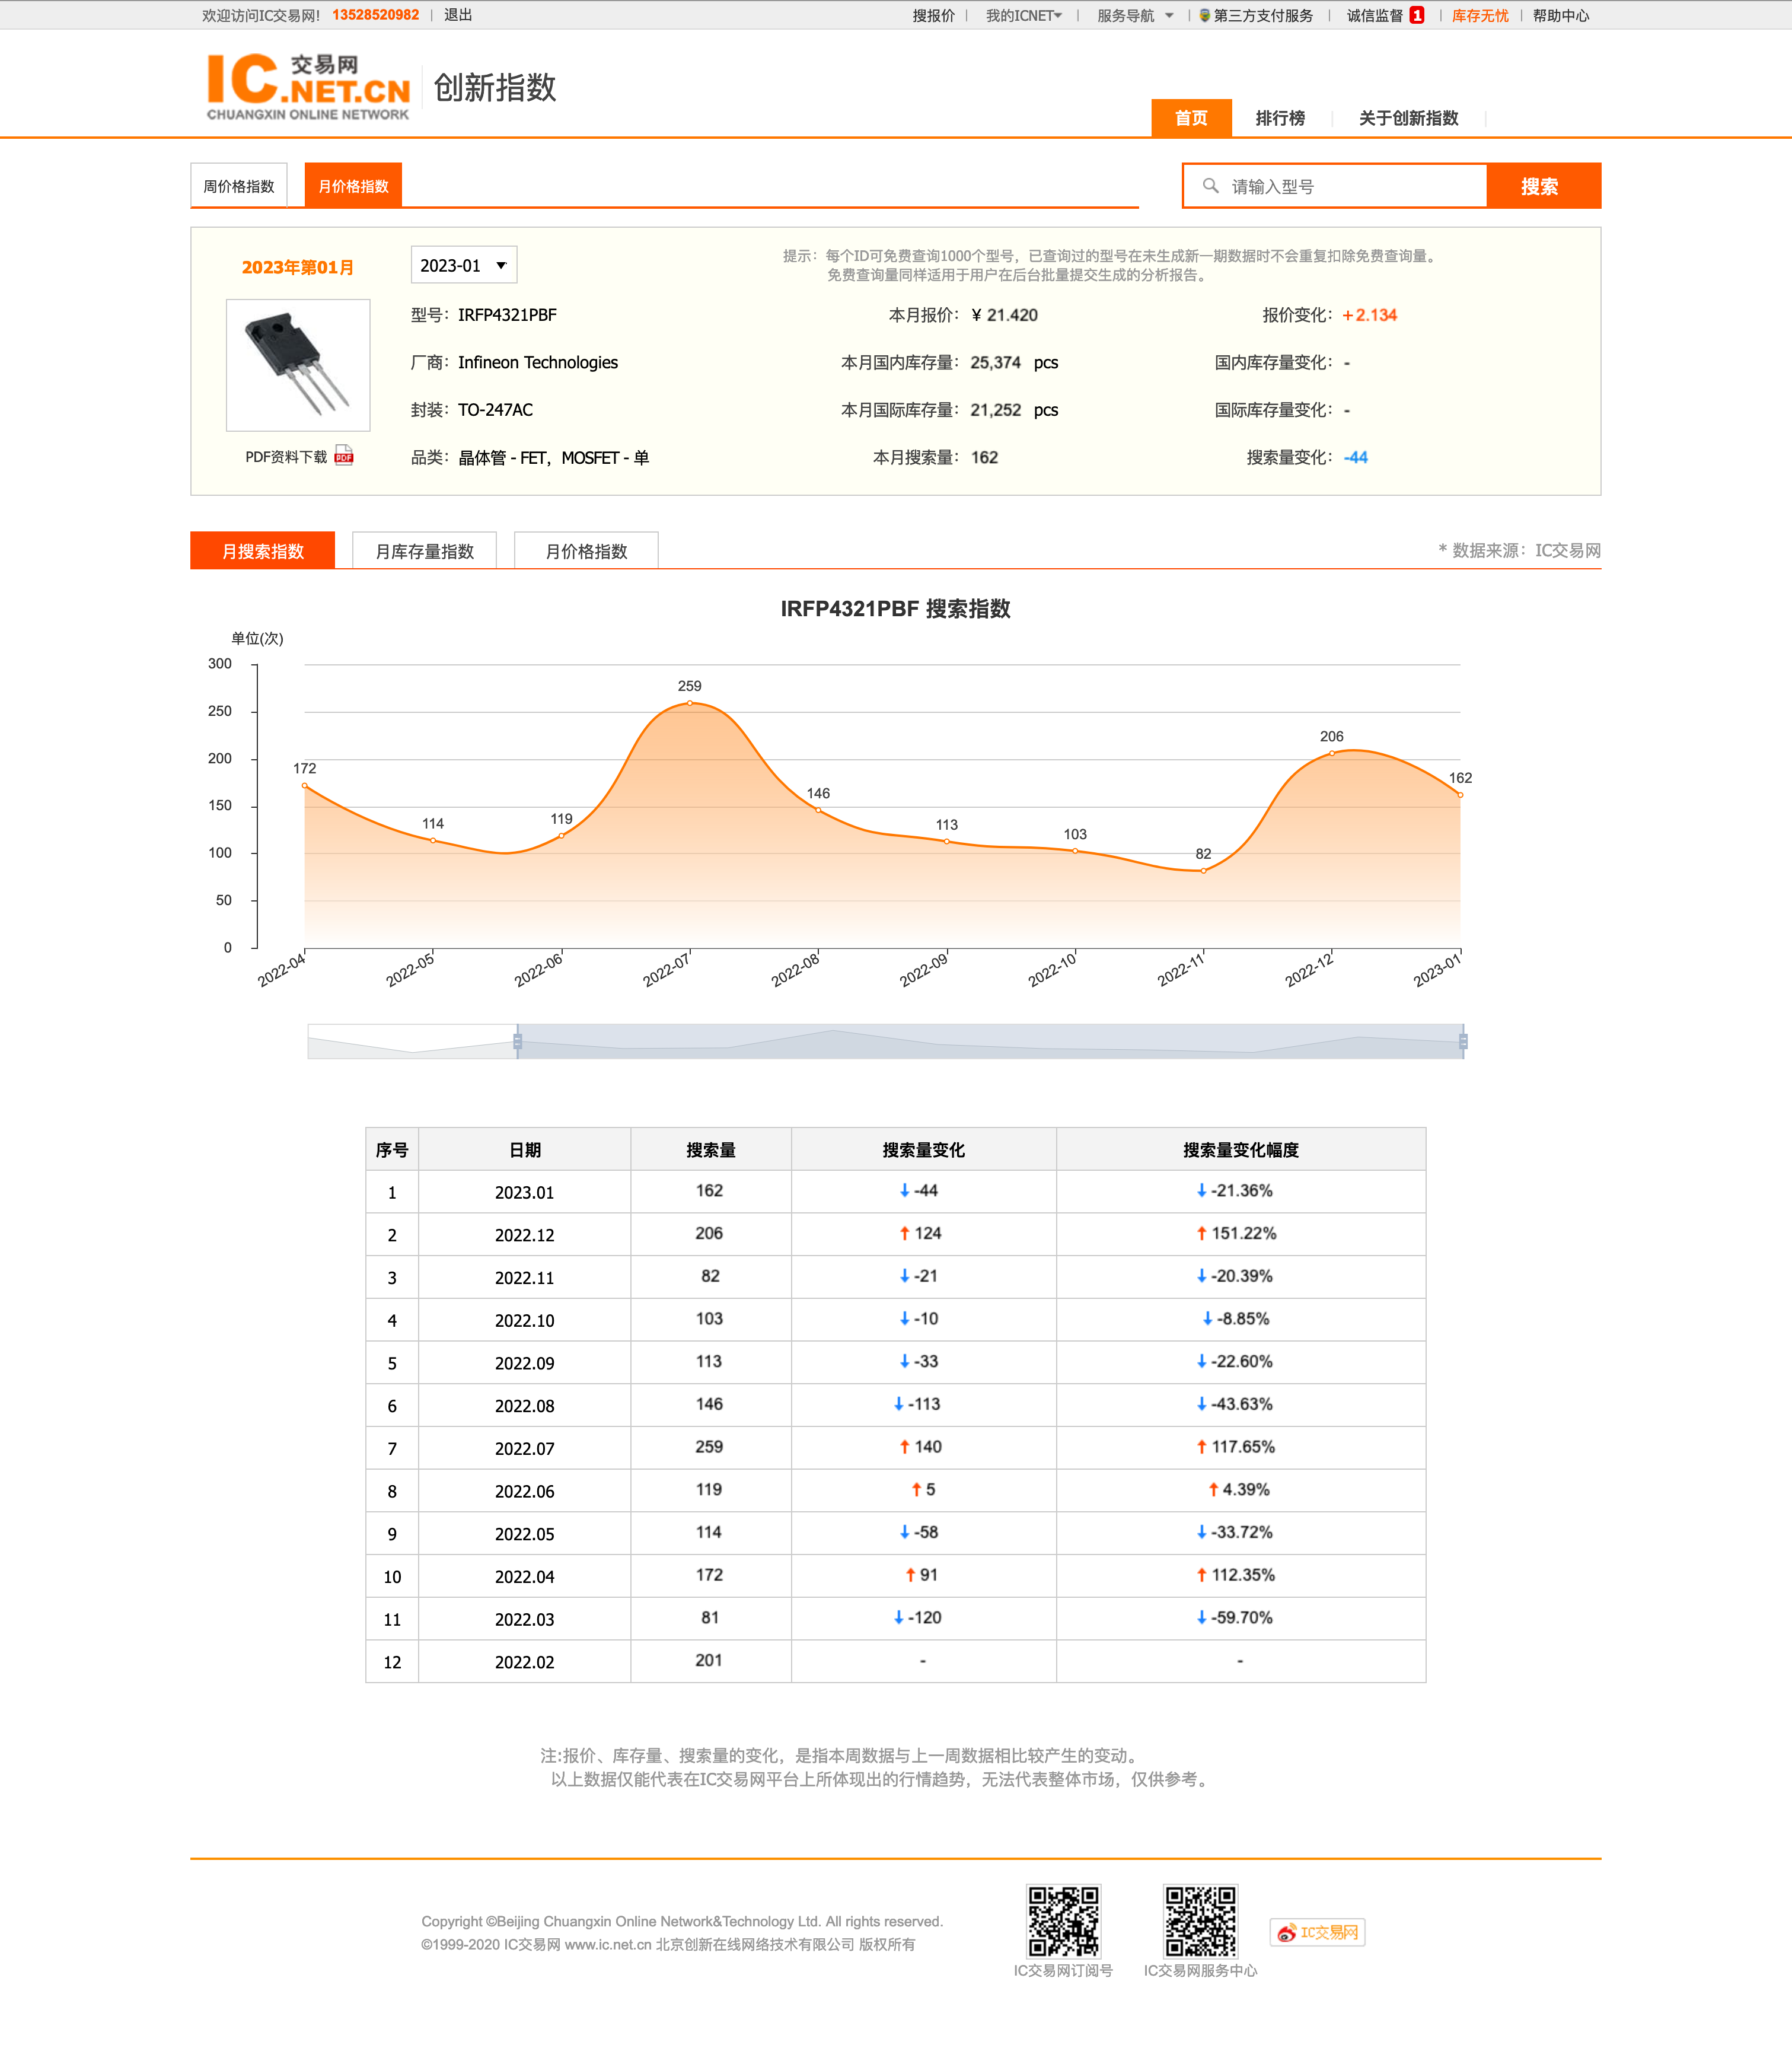 欢迎访问IC交易网! 13528520982 | 退出 搜报价 | 我的ICNET | 服务导航 | 第三方支付服务 | 诚信监督 1 | 库存无忧 | 帮助中心
IC交易网.NET.CN
CHUANGXIN ONLINE NETWORK
创新指数
首页 排行榜 关于创新指数
周价格指数 月价格指数 请输入型号 搜索
2023年第01月 2023-01
提示：每个ID可免费查询1000个型号，已查询过的型号在未生成新一期数据时不会重复扣除免费查询量。
免费查询量同样适用于用户在后台批量提交生成的分析报告。
型号：IRFP4321PBF 本月报价：¥ 21.420 报价变化：+2.134
厂商：Infineon Technologies 本月国内库存量：25,374 pcs 国内库存量变化：-
封装：TO-247AC 本月国际库存量：21,252 pcs 国际库存量变化：-
PDF资料下载 PDF 品类：晶体管 - FET，MOSFET - 单 本月搜索量：162 搜索量变化：-44
月搜索指数 月库存量指数 月价格指数 * 数据来源：IC交易网
IRFP4321PBF 搜索指数
单位(次)
300
250
200
150
100
50
0
172 114 119 259 146 113 103 82 206 162
2022-04 2022-05 2022-06 2022-07 2022-08 2022-09 2022-10 2022-11 2022-12 2023-01
序号 日期 搜索量 搜索量变化 搜索量变化幅度
1 2023.01 162 ↓-44 ↓-21.36%
2 2022.12 206 ↑124 ↑151.22%
3 2022.11 82 ↓-21 ↓-20.39%
4 2022.10 103 ↓-10 ↓-8.85%
5 2022.09 113 ↓-33 ↓-22.60%
6 2022.08 146 ↓-113 ↓-43.63%
7 2022.07 259 ↑140 ↑117.65%
8 2022.06 119 ↑5 ↑4.39%
9 2022.05 114 ↓-58 ↓-33.72%
10 2022.04 172 ↑91 ↑112.35%
11 2022.03 81 ↓-120 ↓-59.70%
12 2022.02 201 - -
注:报价、库存量、搜索量的变化，是指本周数据与上一周数据相比较产生的变动。
以上数据仅能代表在IC交易网平台上所体现出的行情趋势，无法代表整体市场，仅供参考。
Copyright ©Beijing Chuangxin Online Network&Technology Ltd. All rights reserved.
©1999-2020 IC交易网 www.ic.net.cn 北京创新在线网络技术有限公司 版权所有
IC交易网订阅号 IC交易网服务中心 IC交易网